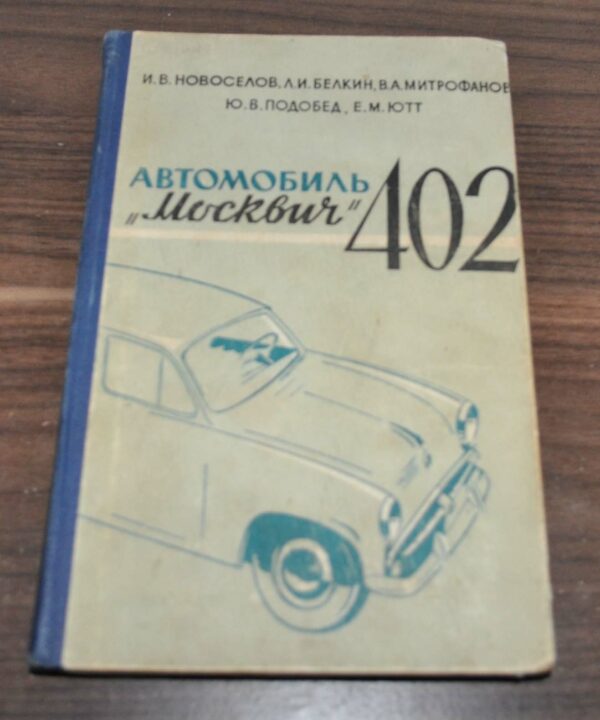 И. В. НОВОСЕЛОВ, Л. И. БЕЛКИН, В. А. МИТРОФАНОВ
Ю. В. ПОДОБЕД, Е. М. ЮТТ
АВТОМОБИЛЬ
„Москвич“ 402